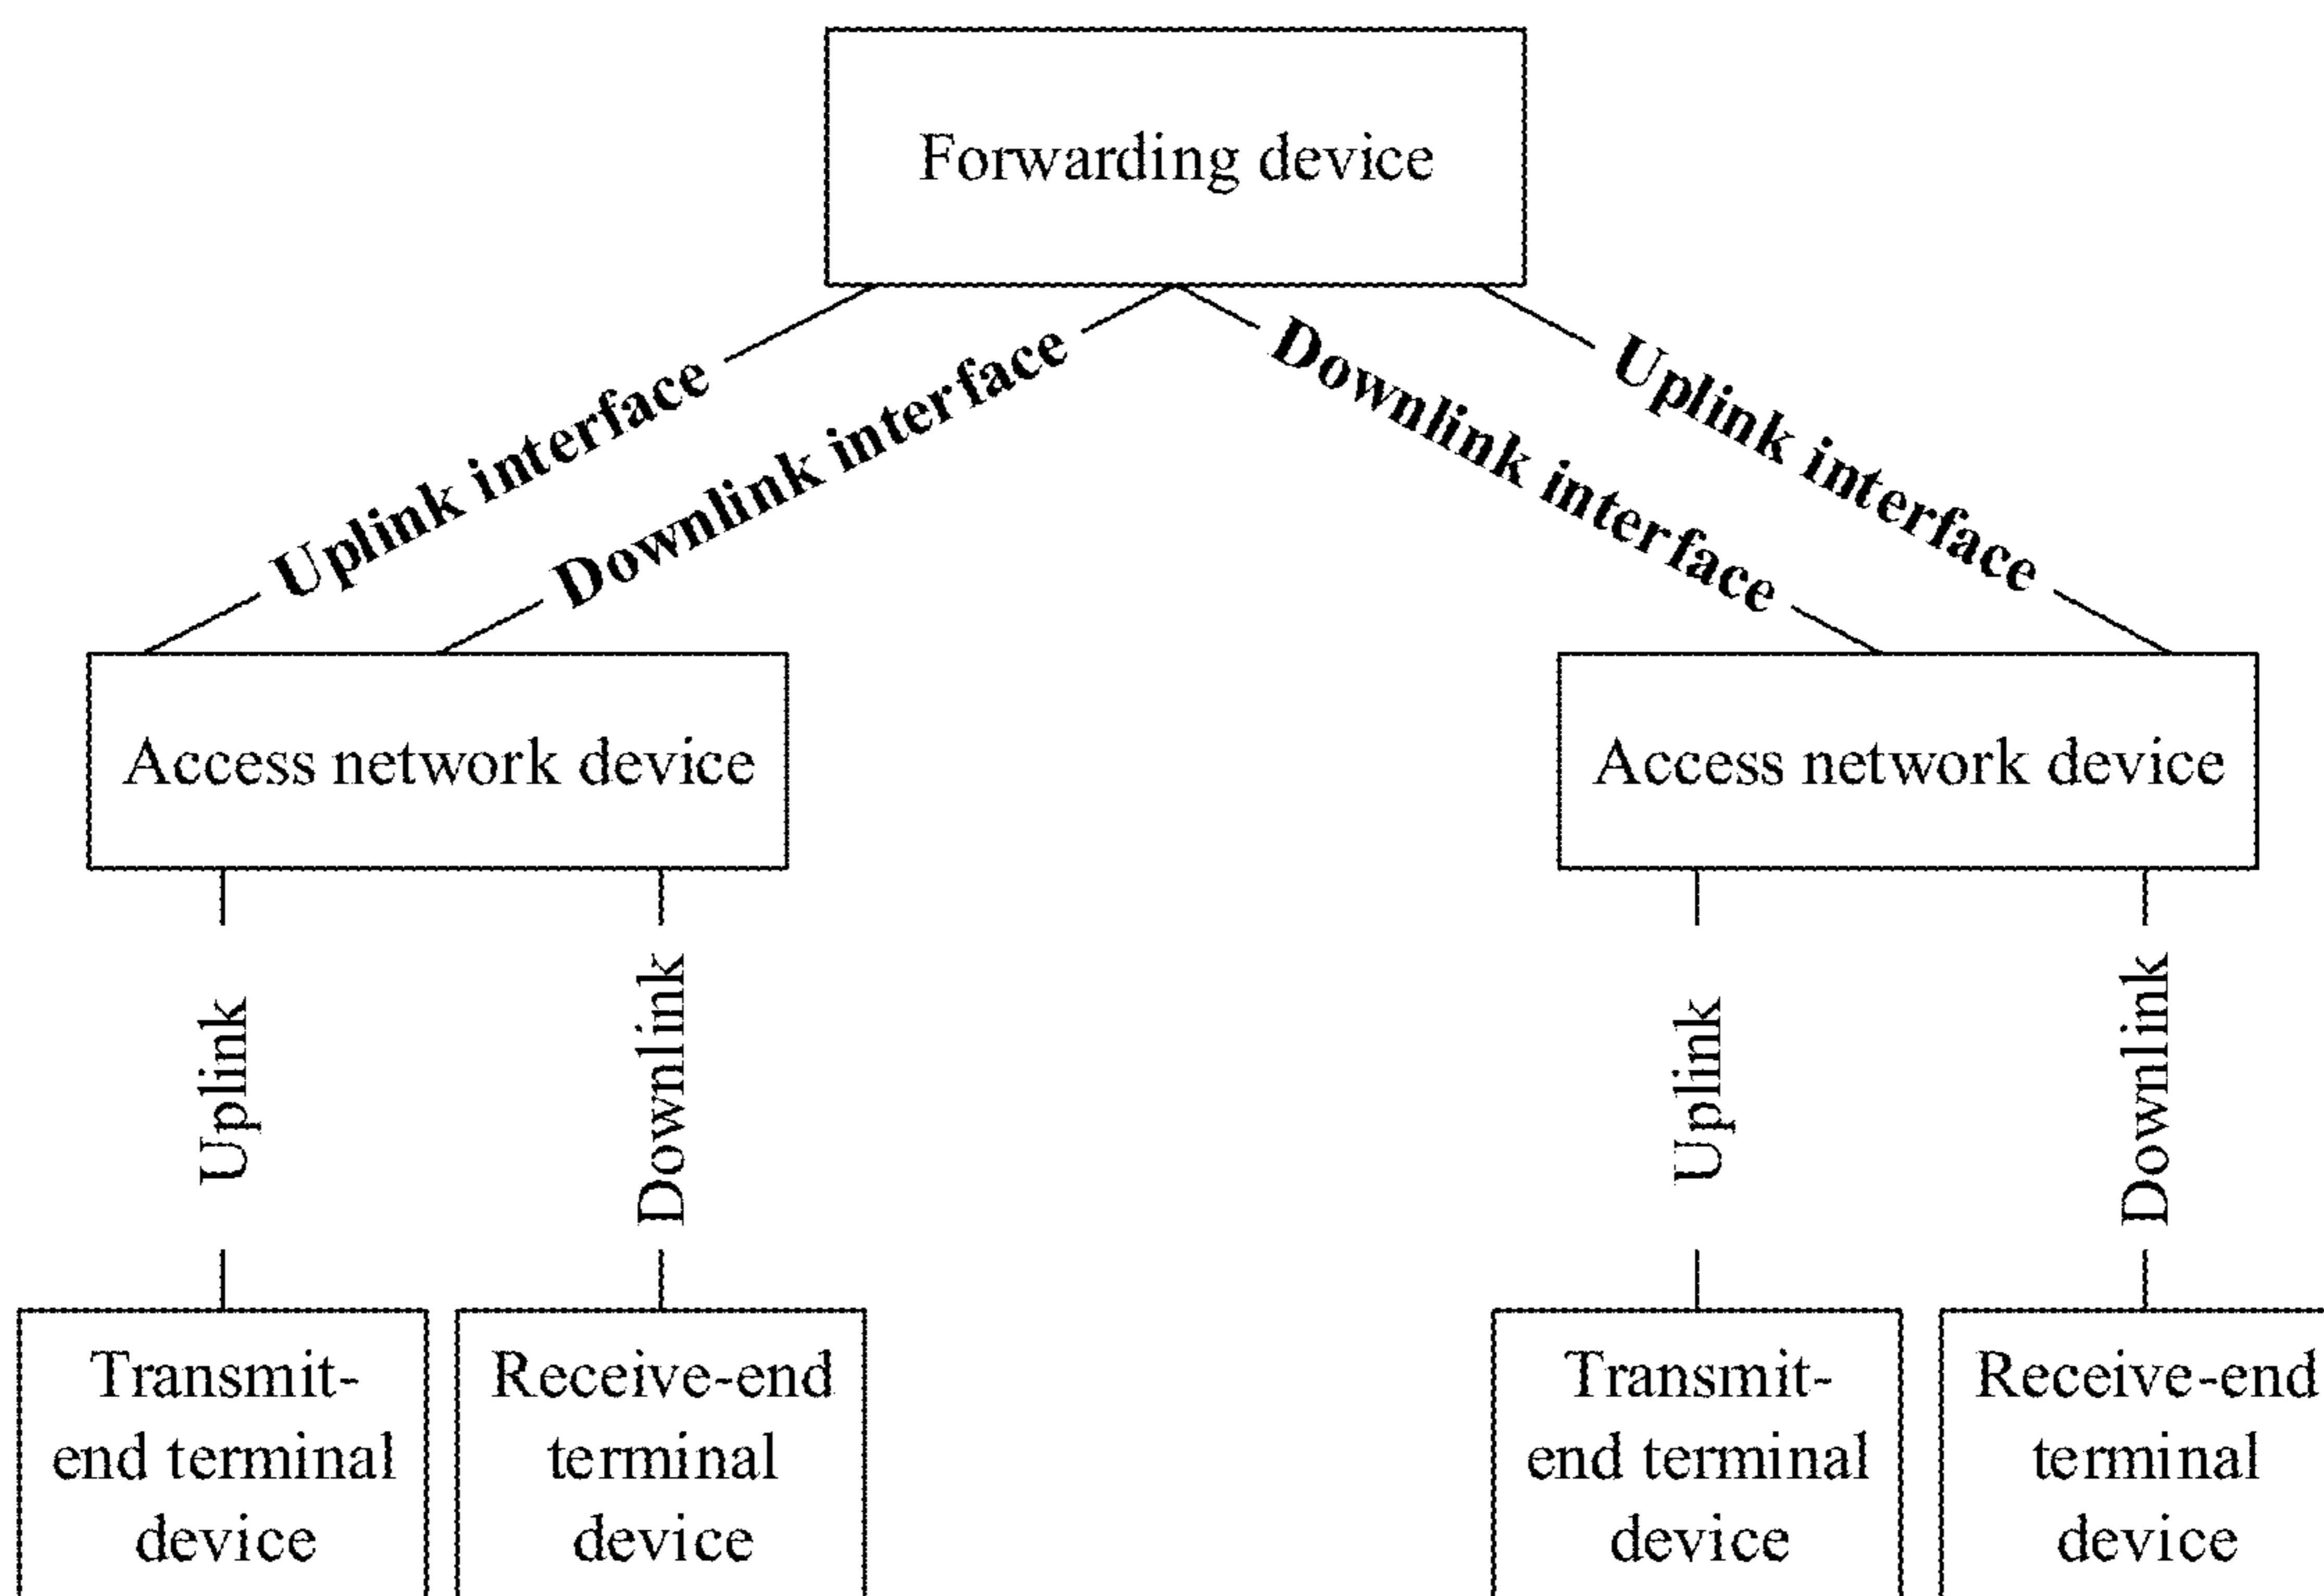 Forwarding device
Uplink interface
Downlink interface
Downlink interface
Uplink interface
Access network device
Access network device
Uplink
Downlink
Uplink
Downlink
Transmit-
end terminal
device
Receive-end
terminal
device
Transmit-
end terminal
device
Receive-end
terminal
device